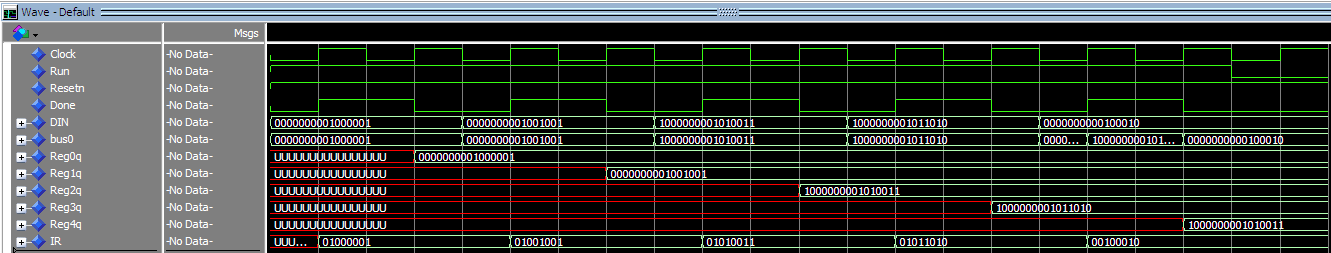 Wave - Default
Msgs
Clock -No Data-
Run -No Data-
Resetn -No Data-
Done -No Data-
DIN -No Data- 0000000001000001 0000000001001001 1000000001010011 1000000001011010 0000000000100010
bus0 -No Data- 0000000001000001 0000000001001001 1000000001010011 1000000001011010 0000... 10000000010 1... 0000000000100010
Reg0q -No Data- UUUUUUUUUUUUUUUU 0000000001000001
Reg1q -No Data- UUUUUUUUUUUUUUUU 0000000001001001
Reg2q -No Data- UUUUUUUUUUUUUUUU 1000000001010011
Reg3q -No Data- UUUUUUUUUUUUUUUU 1000000001011010
Reg4q -No Data- UUUUUUUUUUUUUUUU 1000000001010011
IR -No Data- UUU... 01000001 01001001 01010011 01011010 00100010